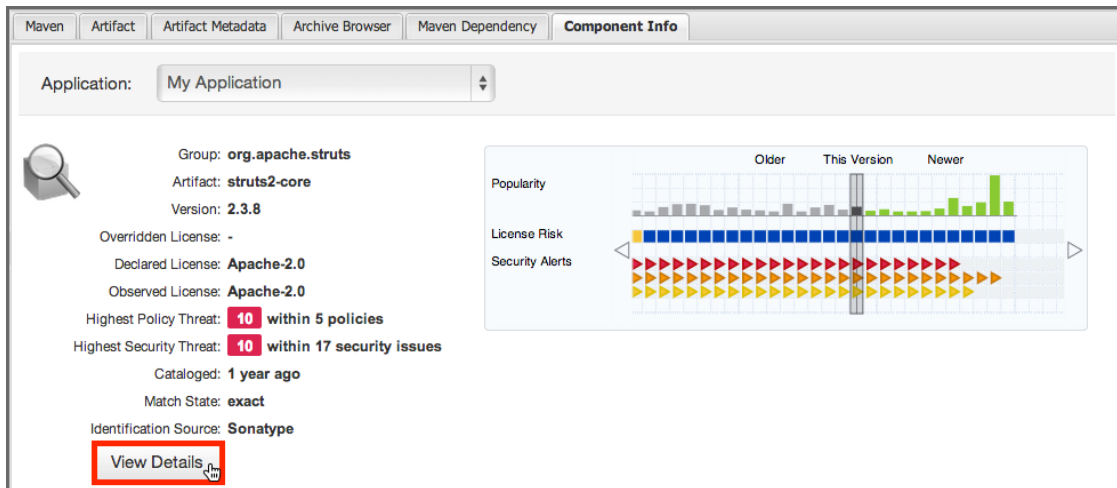 Maven Artifact Artifact Metadata Archive Browser Maven Dependency Component Info
Application: My Application
Group: org.apache.struts
Artifact: struts2-core
Version: 2.3.8
Overridden License: -
Declared License: Apache-2.0
Observed License: Apache-2.0
Highest Policy Threat: 10 within 5 policies
Highest Security Threat: 10 within 17 security issues
Cataloged: 1 year ago
Match State: exact
Identification Source: Sonatype
View Details
Older This Version Newer
Popularity
License Risk
Security Alerts